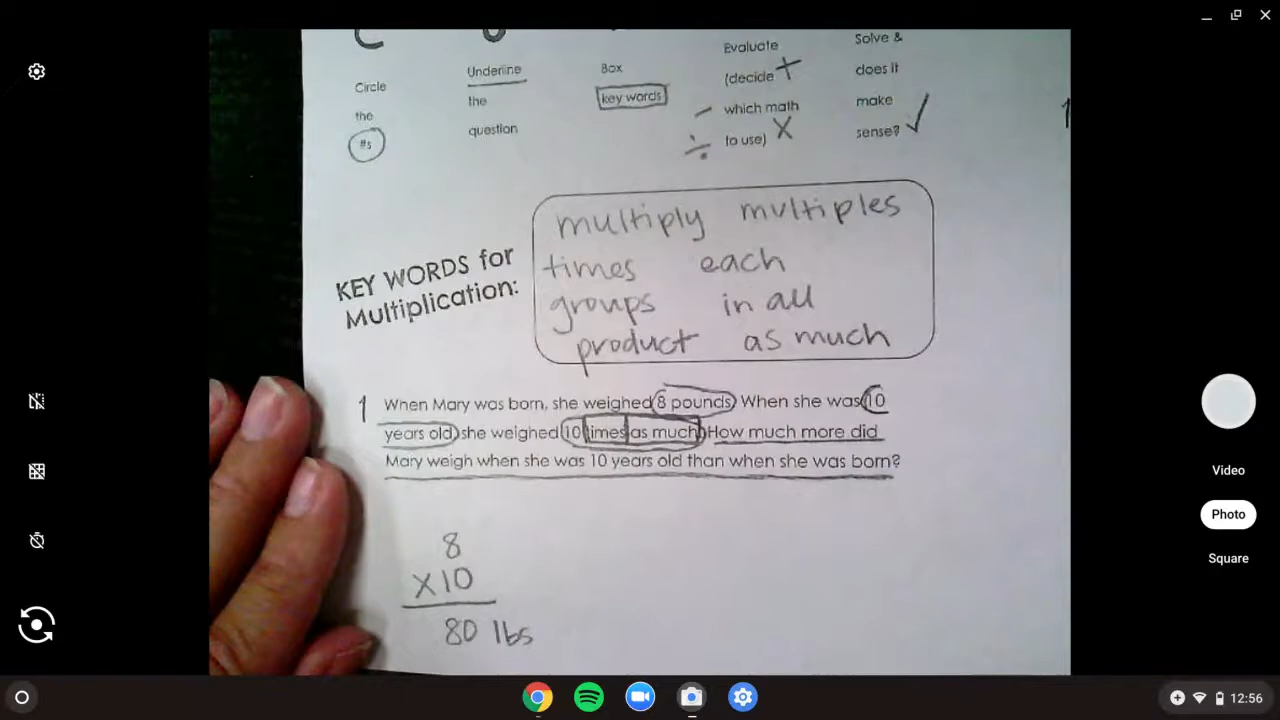 Circle
the
#s
Underline
the
question
Box
key words
Evaluate
(decide +
- which math
÷ to use) X
Solve &
does it
make
sense? ✓
KEY WORDS for
Multiplication:
multiply multiples
times each
groups in all
product as much
1 When Mary was born, she weighed 8 pounds. When she was 10
years old, she weighed 10 times as much. How much more did
Mary weigh when she was 10 years old than when she was born?
8
X10
80 lbs
Video
Photo
Square
12:56